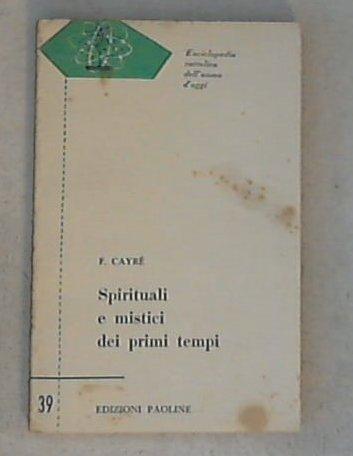 Enciclopedia
cattolica
dell'uomo
d'oggi
F. CAYRÉ
Spirituali
e mistici
dei primi tempi
39
EDIZIONI PAOLINE